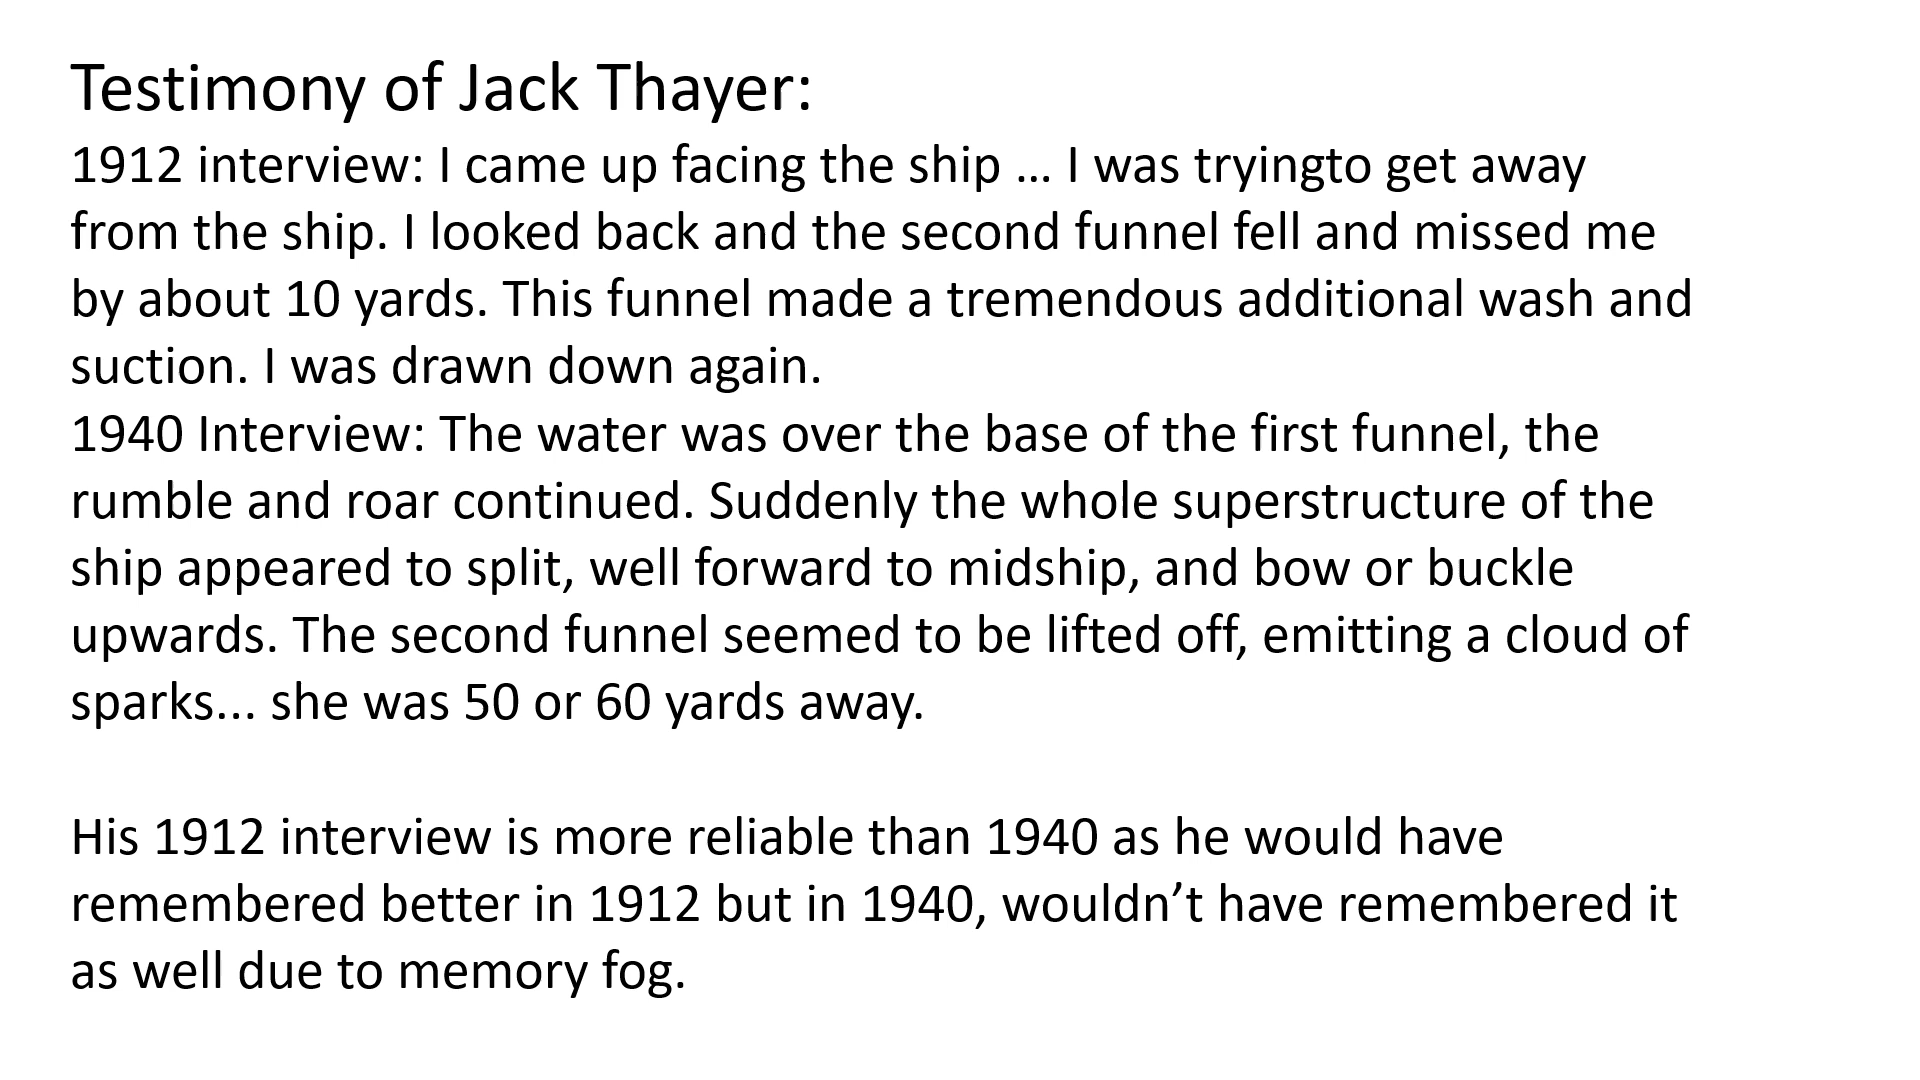 Testimony of Jack Thayer:
1912 interview: I came up facing the ship … I was tryingto get away
from the ship. I looked back and the second funnel fell and missed me
by about 10 yards. This funnel made a tremendous additional wash and
suction. I was drawn down again.
1940 Interview: The water was over the base of the first funnel, the
rumble and roar continued. Suddenly the whole superstructure of the
ship appeared to split, well forward to midship, and bow or buckle
upwards. The second funnel seemed to be lifted off, emitting a cloud of
sparks... she was 50 or 60 yards away.
His 1912 interview is more reliable than 1940 as he would have
remembered better in 1912 but in 1940, wouldn’t have remembered it
as well due to memory fog.